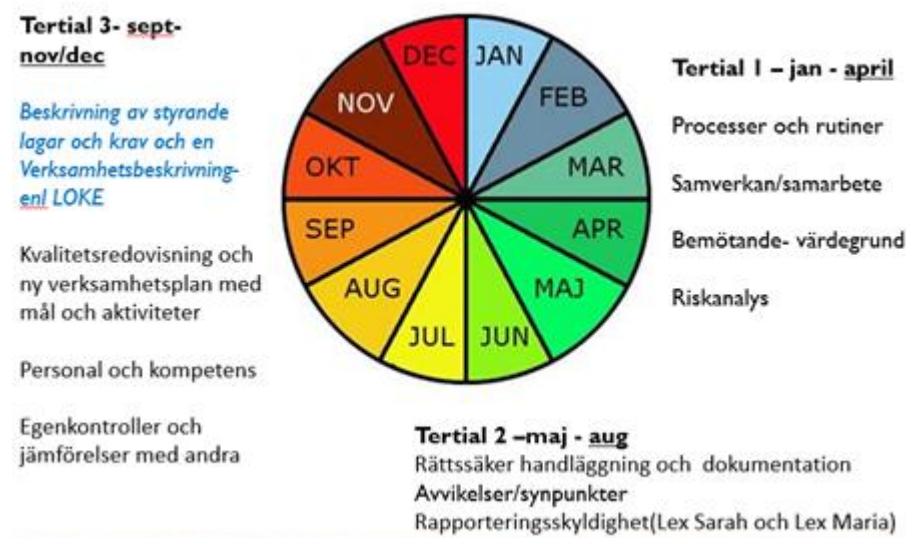 Tertial 3- sept-
nov/dec
Beskrivning av styrande
lagar och krav och en
Verksamhetsbeskrivning-
enl LOKE
Kvalitetsredovisning och
ny verksamhetsplan med
mål och aktiviteter
Personal och kompetens
Egenkontroller och
jämförelser med andra
DEC
JAN
NOV
FEB
OKT
MAR
SEP
APR
AUG
MAJ
JUL
JUN
Tertial 1 – jan - april
Processer och rutiner
Samverkan/samarbete
Bemötande- värdegrund
Riskanalys
Tertial 2 –maj - aug
Rättssäker handläggning och  dokumentation
Avvikelser/synpunkter
Rapporteringsskyldighet(Lex Sarah och Lex Maria)